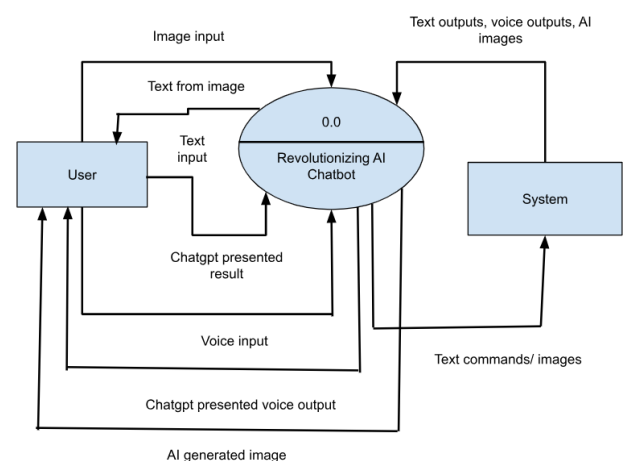 Text outputs, voice outputs, AI
images
Image input
Text from image
0.0
Text
input
Revolutionizing AI
Chatbot
User
System
Chatgpt presented
result
Voice input
Text commands/ images
Chatgpt presented voice output
AI generated image